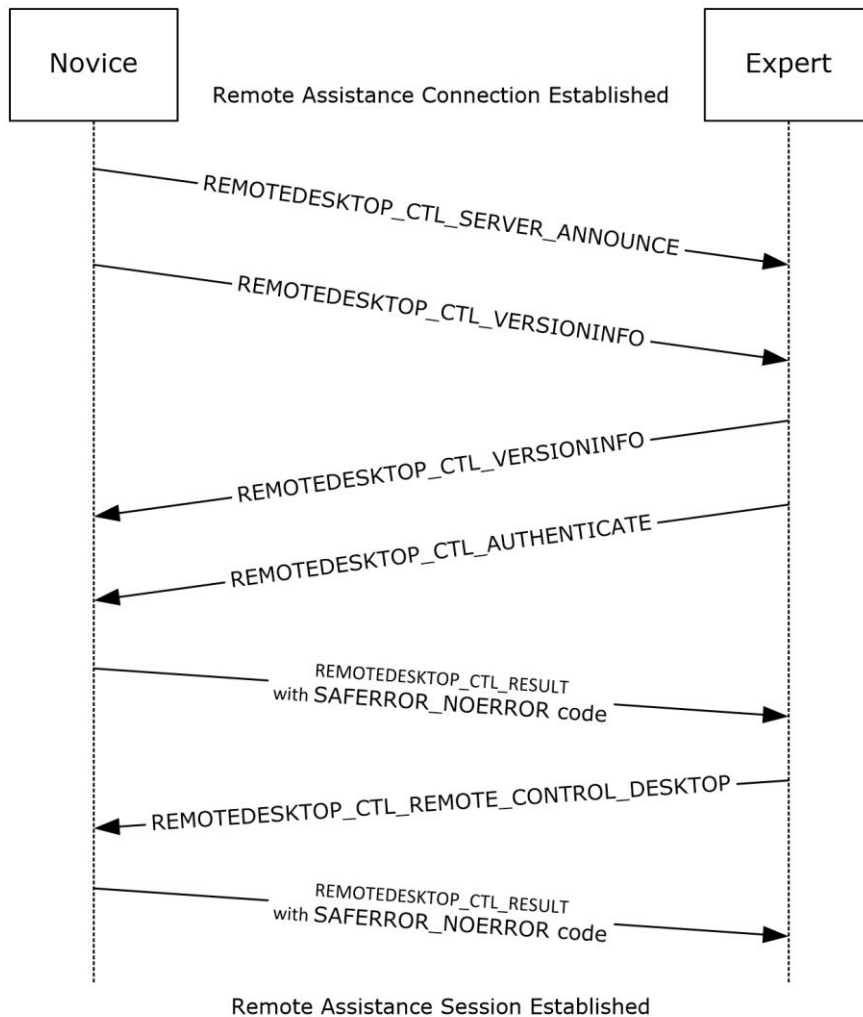 Novice
Expert
Remote Assistance Connection Established
REMOTEDESKTOP_CTL_SERVER_ANNOUNCE
REMOTEDESKTOP_CTL_VERSIONINFO
REMOTEDESKTOP_CTL_VERSIONINFO
REMOTEDESKTOP_CTL_AUTHENTICATE
REMOTEDESKTOP_CTL_RESULT
with SAFERROR_NOERROR code
REMOTEDESKTOP_CTL_REMOTE_CONTROL_DESKTOP
REMOTEDESKTOP_CTL_RESULT
with SAFERROR_NOERROR code
Remote Assistance Session Established